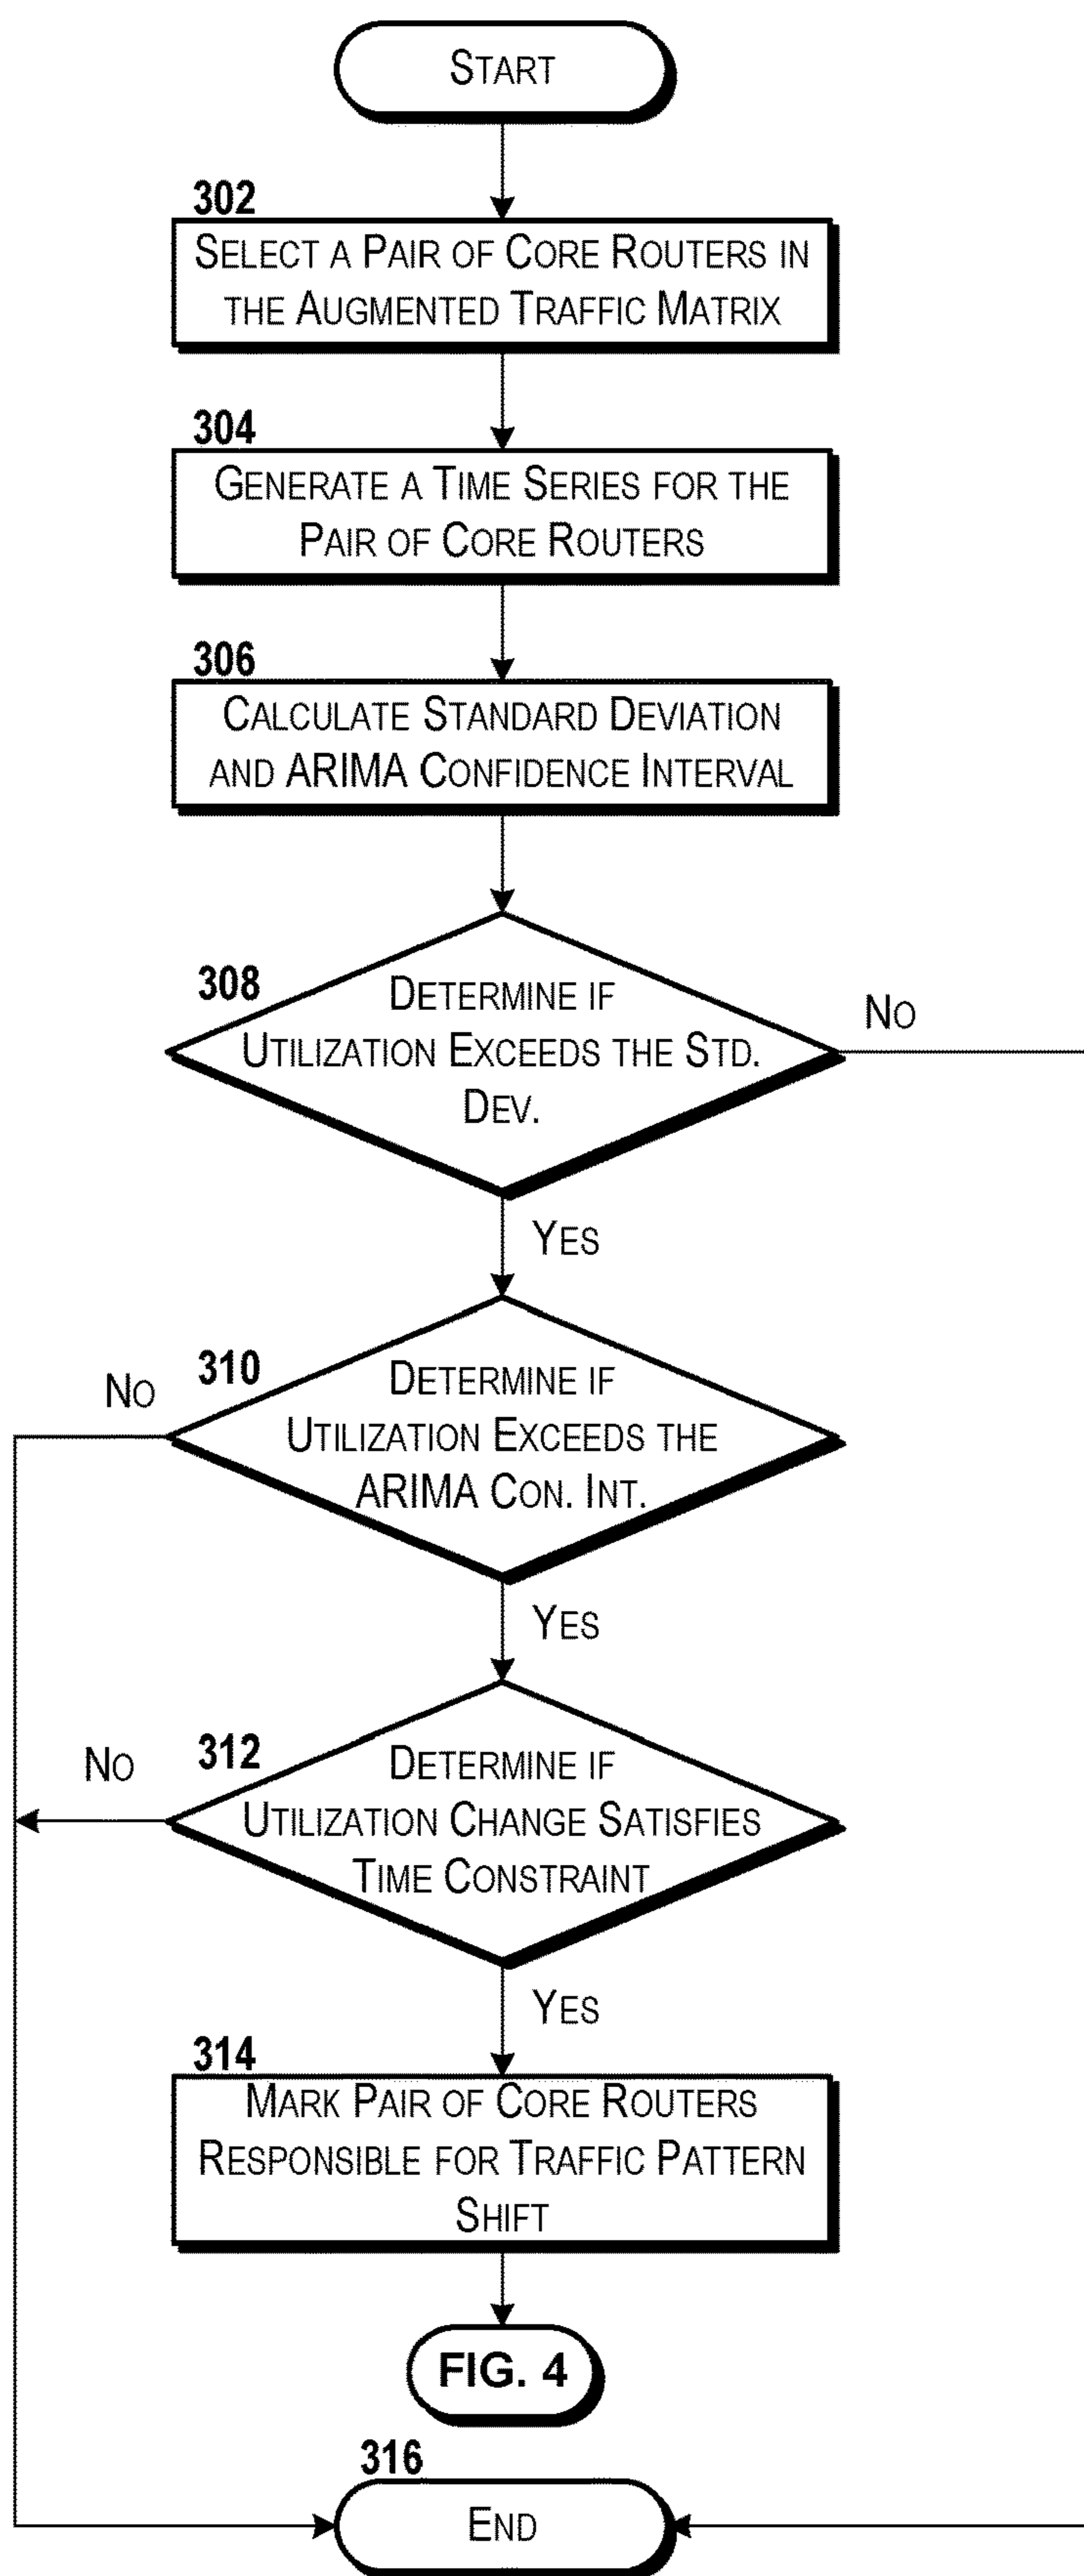 START
302
SELECT A PAIR OF CORE ROUTERS IN
THE AUGMENTED TRAFFIC MATRIX
304
GENERATE A TIME SERIES FOR THE
PAIR OF CORE ROUTERS
306
CALCULATE STANDARD DEVIATION
AND ARIMA CONFIDENCE INTERVAL
308
DETERMINE IF
UTILIZATION EXCEEDS THE STD.
DEV.
NO
YES
310
DETERMINE IF
UTILIZATION EXCEEDS THE
ARIMA CON. INT.
NO
YES
312
DETERMINE IF
UTILIZATION CHANGE SATISFIES
TIME CONSTRAINT
NO
YES
314
MARK PAIR OF CORE ROUTERS
RESPONSIBLE FOR TRAFFIC PATTERN
SHIFT
FIG. 4
316
END